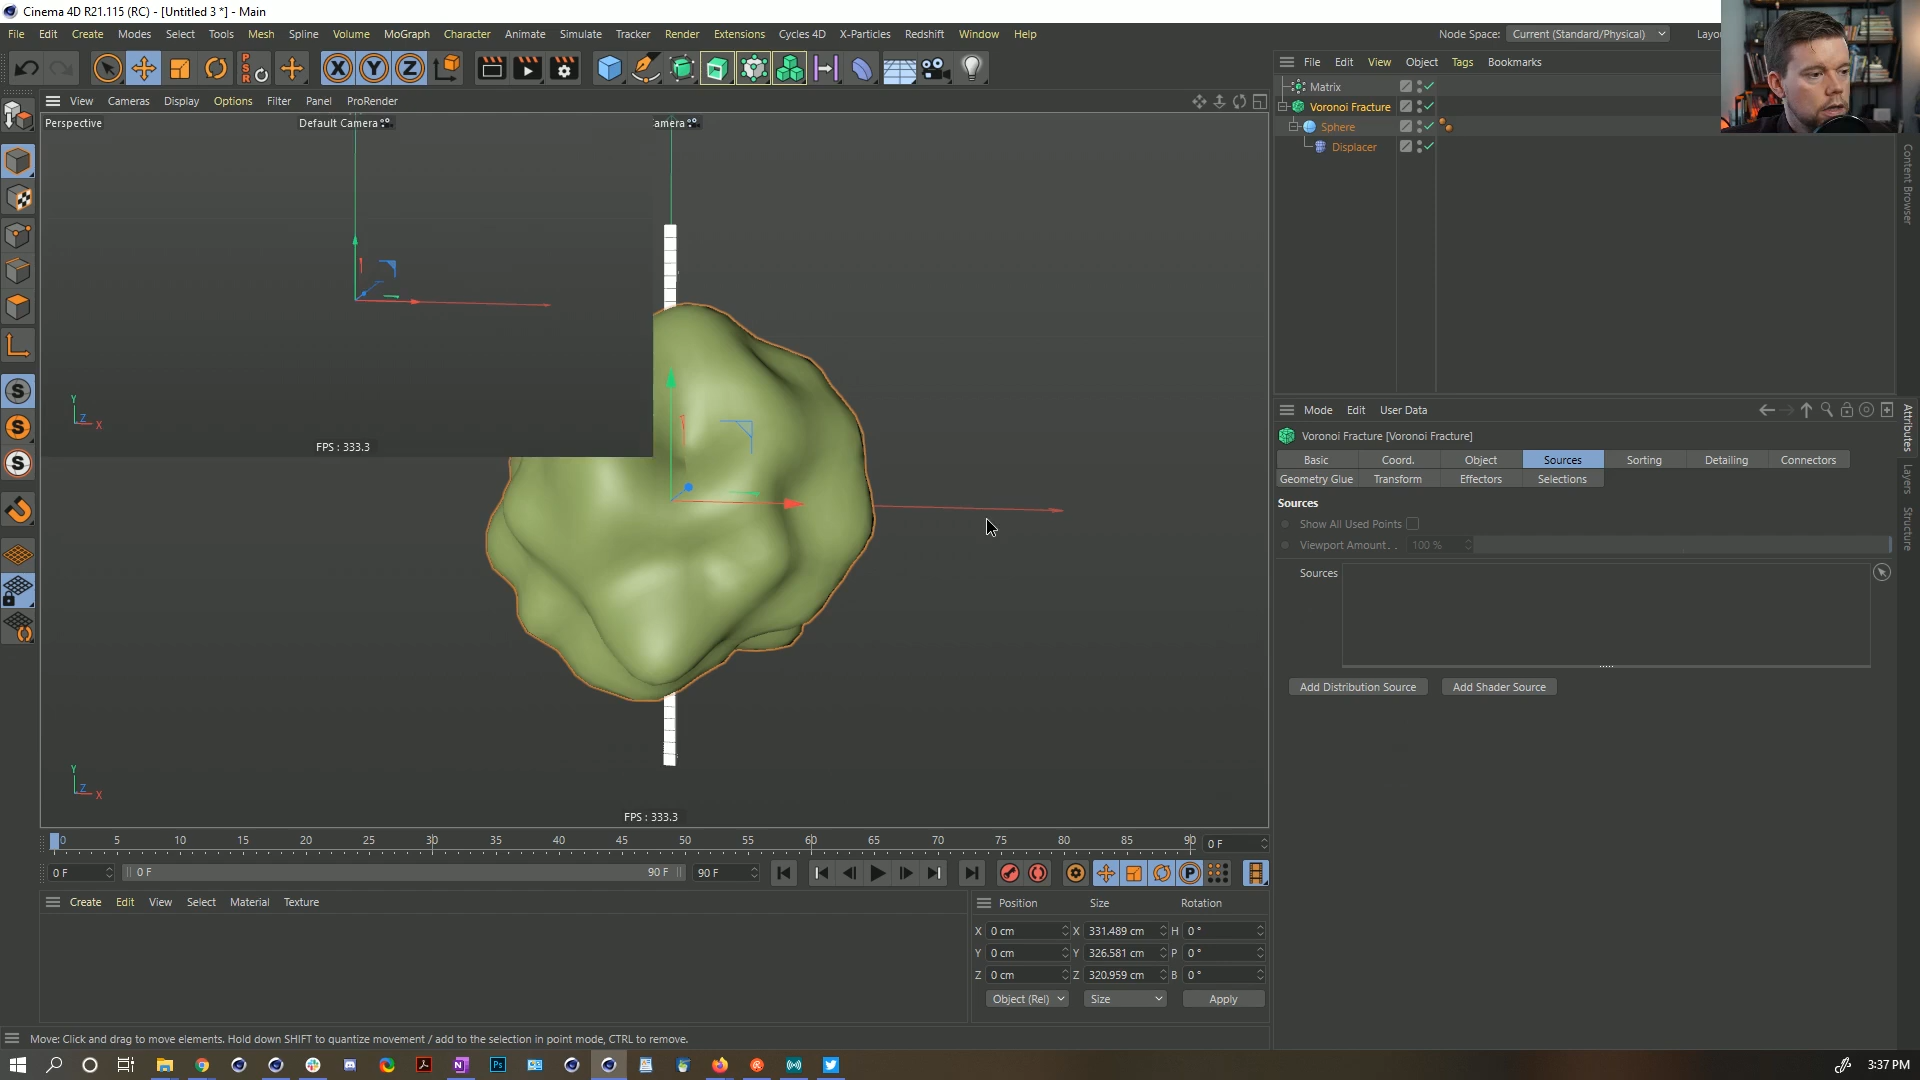 Cinema 4D R21.115 (RC) - [Untitled 3 *] - Main
File Edit Create Modes Select Tools Mesh Spline Volume MoGraph Character Animate Simulate Tracker Render Extensions Cycles 4D X-Particles Redshift Window Help
Node Space: Current (Standard/Physical) Layou
PSR X Y Z
View Cameras Display Options Filter Panel ProRender
File Edit View Object Tags Bookmarks
Perspective Default Camera amera
Matrix
Voronoi Fracture
Sphere
Displacer
Content Browser
Y
Z X
FPS : 333.3
Mode Edit User Data
Attributes
Layers
Structure
Voronoi Fracture [Voronoi Fracture]
Basic Coord. Object Sources Sorting Detailing Connectors
Geometry Glue Transform Effectors Selections
Sources
Show All Used Points
Viewport Amount. . 100 %
Sources
Add Distribution Source Add Shader Source
Y
Z X
FPS : 333.3
0 5 10 15 20 25 30 35 40 45 50 55 60 65 70 75 80 85 90 0 F
0 F 0 F 90 F 90 F
Create Edit View Select Material Texture
Position Size Rotation
X 0 cm X 331.489 cm H 0 °
Y 0 cm Y 326.581 cm P 0 °
Z 0 cm Z 320.959 cm B 0 °
Object (Rel) Size Apply
Move: Click and drag to move elements. Hold down SHIFT to quantize movement / add to the selection in point mode, CTRL to remove.
3:37 PM